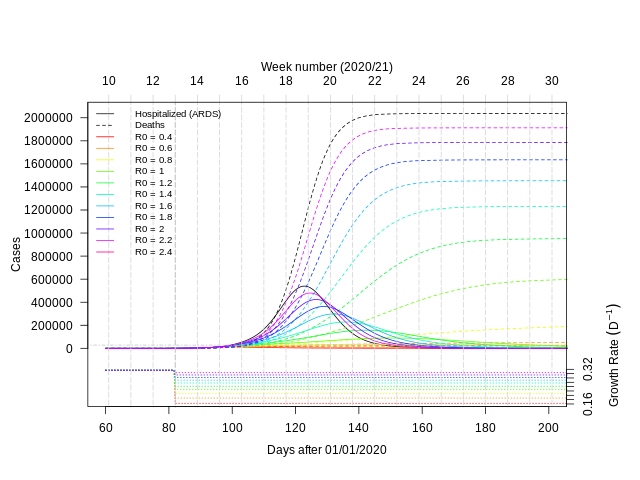 Week number (2020/21)
10 12 14 16 18 20 22 24 26 28 30
Hospitalized (ARDS)
Deaths
R0 = 0.4
R0 = 0.6
R0 = 0.8
R0 = 1
R0 = 1.2
R0 = 1.4
R0 = 1.6
R0 = 1.8
R0 = 2
R0 = 2.2
R0 = 2.4
2000000
1800000
1600000
1400000
1200000
1000000
800000
600000
400000
200000
0
Cases
0.16 0.32
Growth Rate (D⁻¹)
60 80 100 120 140 160 180 200
Days after 01/01/2020